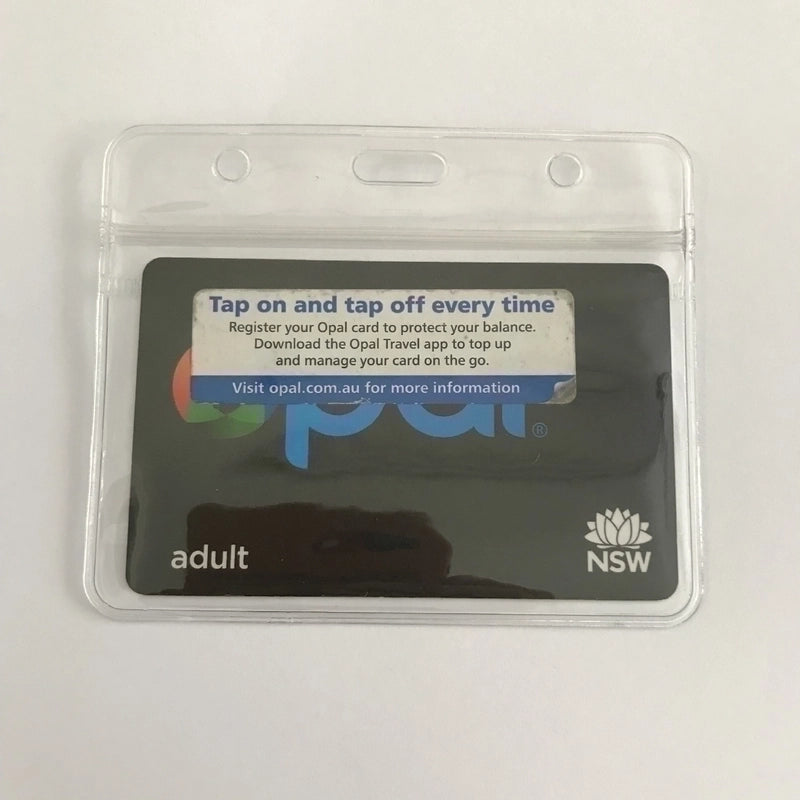 Tap on and tap off every time
Register your Opal card to protect your balance.
Download the Opal Travel app to top up
and manage your card on the go.
Visit opal.com.au for more information
opal®
adult
NSW